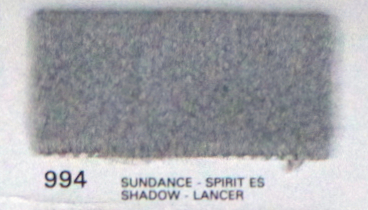 994 SUNDANCE - SPIRIT ES
SHADOW - LANCER